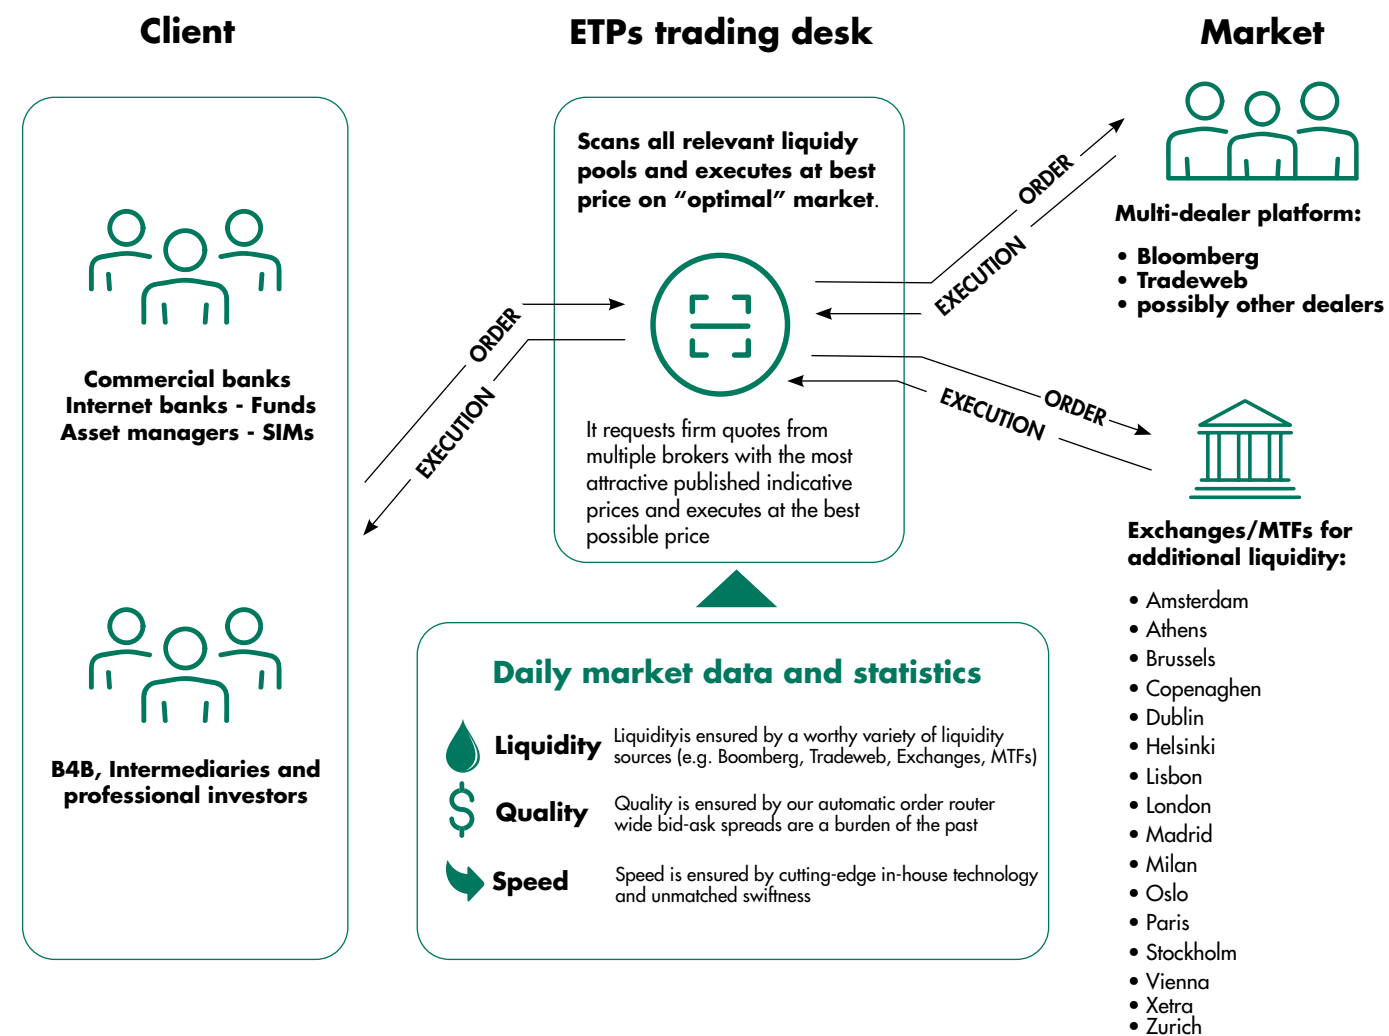 Client
Commercial banks
Internet banks - Funds
Asset managers - SIMs
B4B, Intermediaries and
professional investors
ORDER
EXECUTION
ETPs trading desk
Scans all relevant liquidy
pools and executes at best
price on “optimal” market.
It requests firm quotes from
multiple brokers with the most
attractive published indicative
prices and executes at the best
possible price
Daily market data and statistics
Liquidity
Liquidityis ensured by a worthy variety of liquidity
sources (e.g. Boomberg, Tradeweb, Exchanges, MTFs)
Quality
Quality is ensured by our automatic order router
wide bid-ask spreads are a burden of the past
Speed
Speed is ensured by cutting-edge in-house technology
and unmatched swiftness
ORDER
EXECUTION
ORDER
EXECUTION
Market
Multi-dealer platform:
• Bloomberg
• Tradeweb
• possibly other dealers
Exchanges/MTFs for
additional liquidity:
• Amsterdam
• Athens
• Brussels
• Copenaghen
• Dublin
• Helsinki
• Lisbon
• London
• Madrid
• Milan
• Oslo
• Paris
• Stockholm
• Vienna
• Xetra
• Zurich